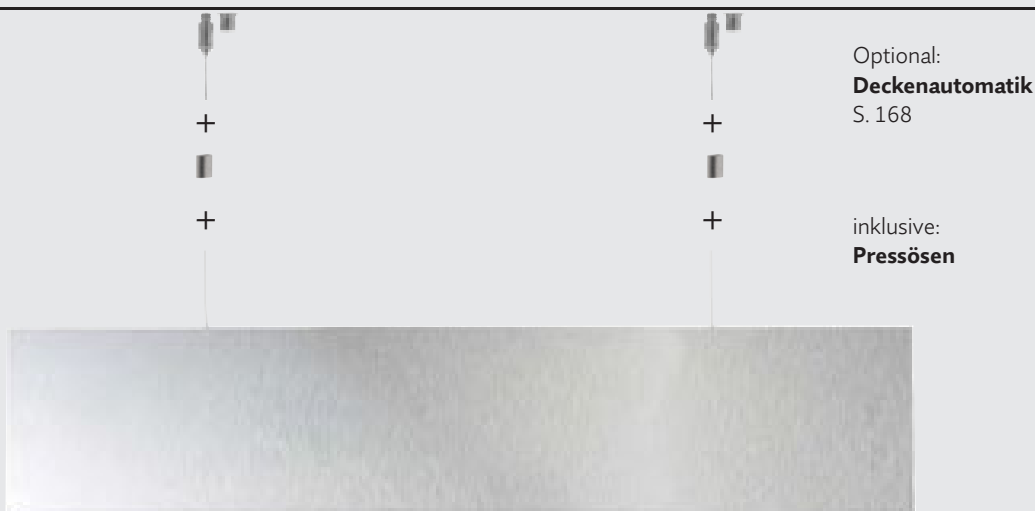 Optional:
Deckenautomatik
S. 168
+
+
+
+
inklusive:
Pressösen